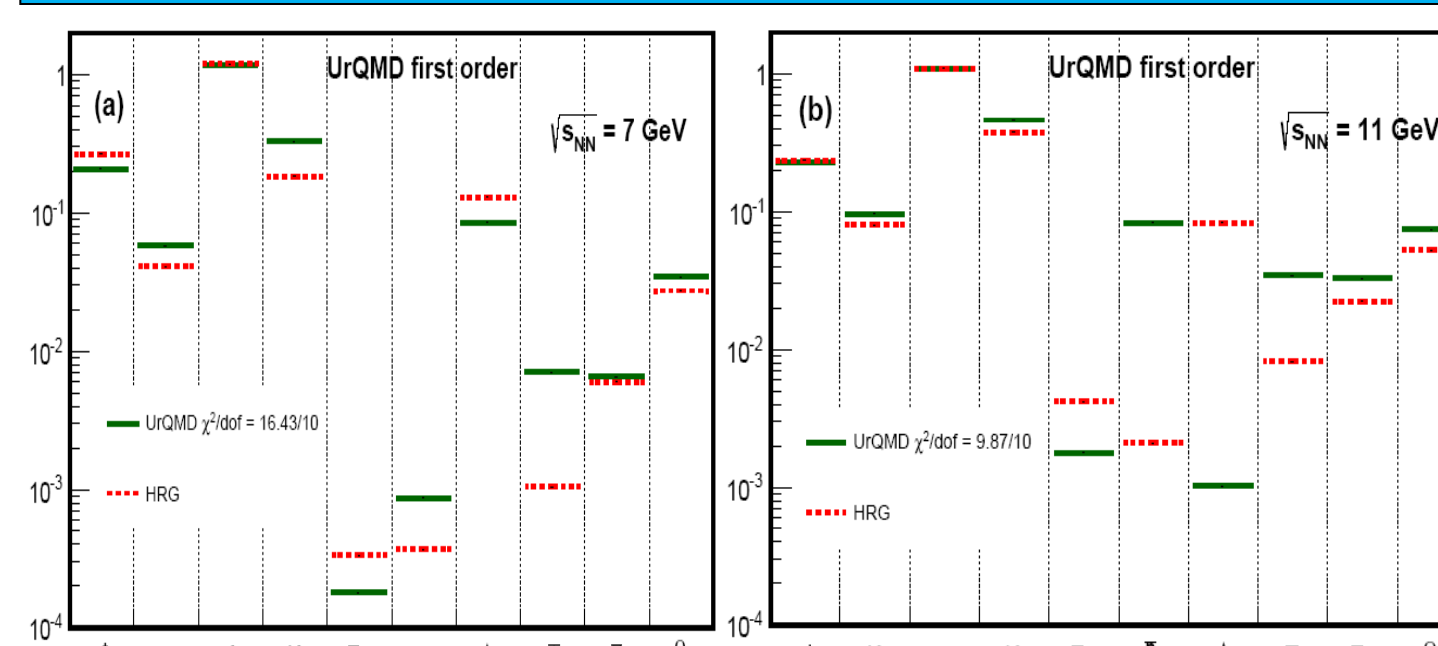 UrQMD first order
(a)
√sNN = 7 GeV
1
10-1
10-2
10-3
10-4
UrQMD χ2/dof = 16.43/10
HRG
UrQMD first order
(b)
√sNN = 11 GeV
1
10-1
10-2
10-3
10-4
UrQMD χ2/dof = 9.87/10
HRG